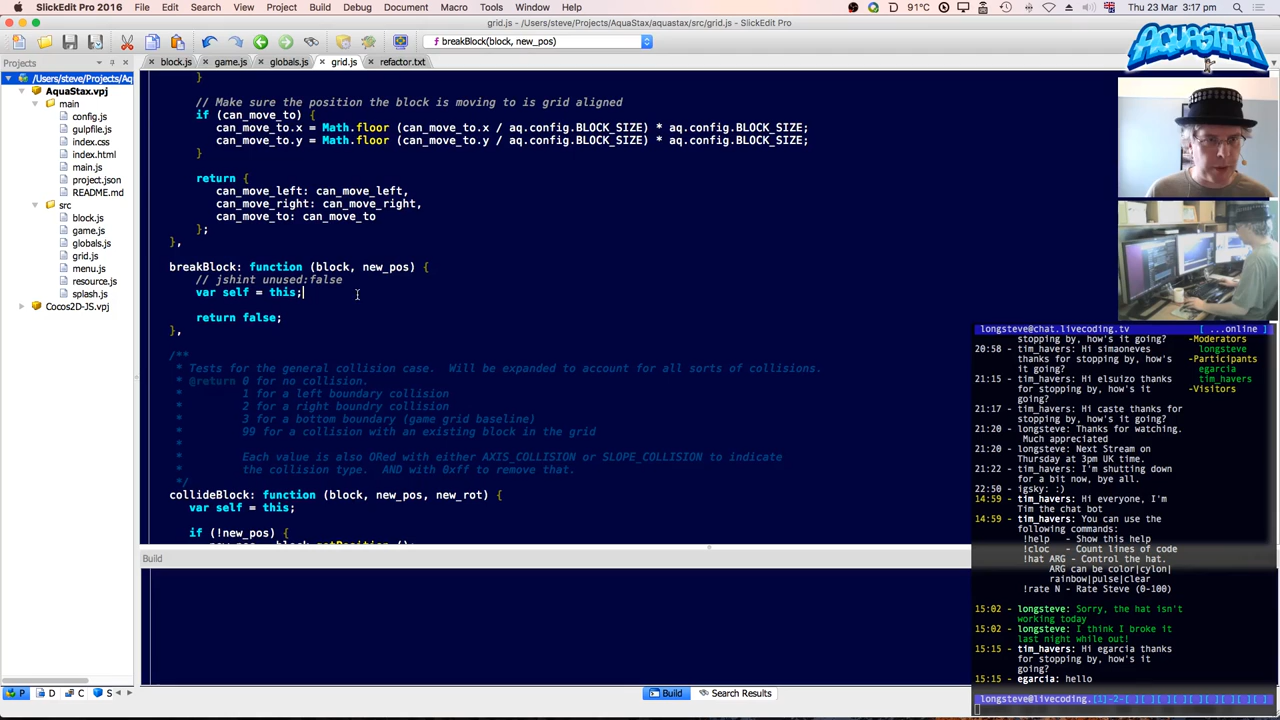 SlickEdit Pro 2016 File Edit Search View Project Build Debug Document Macro Tools Window Help
91°C Thu 23 Mar 3:17 pm
grid.js - /Users/steve/Projects/AquaStax/aquastax/src/grid.js - SlickEdit Pro
breakBlock(block, new_pos)
AQUASTAX
Projects
block.js game.js globals.js grid.js refactor.txt
/Users/steve/Projects/Aq
AquaStax.vpj
main
config.js
gulpfile.js
index.css
index.html
main.js
project.json
README.md
src
block.js
game.js
globals.js
grid.js
menu.js
resource.js
splash.js
Cocos2D-JS.vpj
}
// Make sure the position the block is moving to is grid aligned
if (can_move_to) {
can_move_to.x = Math.floor (can_move_to.x / aq.config.BLOCK_SIZE) * aq.config.BLOCK_SIZE;
can_move_to.y = Math.floor (can_move_to.y / aq.config.BLOCK_SIZE) * aq.config.BLOCK_SIZE;
}
return {
can_move_left: can_move_left,
can_move_right: can_move_right,
can_move_to: can_move_to
};
},
breakBlock: function (block, new_pos) {
// jshint unused:false
var self = this;
return false;
},
/**
* Tests for the general collision case. Will be expanded to account for all sorts of collisions.
* @return 0 for no collision.
* 1 for a left boundary collision
* 2 for a right boundry collision
* 3 for a bottom boundary (game grid baseline)
* 99 for a collision with an existing block in the grid
*
* Each value is also ORed with either AXIS_COLLISION or SLOPE_COLLISION to indicate
* the collision type. AND with 0xff to remove that.
*/
collideBlock: function (block, new_pos, new_rot) {
var self = this;
if (!new_pos) {
new_pos = block.getPosition ();
Build
P D C S
Build Search Results
longsteve@chat.livecoding.tv [ ...online ]
stopping by, how's it
going?
20:58 - tim_havers: Hi simaoneves
thanks for stopping by, how's
it going?
21:15 - tim_havers: Hi elsuizo thanks
for stopping by, how's it
going?
21:17 - tim_havers: Hi caste thanks for
stopping by, how's it going?
21:20 - longsteve: Thanks for watching.
Much appreciated
21:20 - longsteve: Next Stream on
Thursday at 3pm UK time.
21:22 - tim_havers: I'm shutting down
for a bit now, bye all.
22:50 - igsky: :)
14:59 - tim_havers: Hi everyone, I'm
Tim the chat bot
14:59 - tim_havers: You can use the
following commands:
!help - Show this help
!cloc - Count lines of code
!hat ARG - Control the hat.
ARG can be color|cylon|
rainbow|pulse|clear
!rate N - Rate Steve (0-100)
15:02 - longsteve: Sorry, the hat isn't
working today
15:02 - longsteve: I think I broke it
last night while out!
15:15 - tim_havers: Hi egarcia thanks
for stopping by, how's it
going?
15:15 - egarcia: hello
-Moderators
longsteve
-Participants
egarcia
tim_havers
-Visitors
longsteve@livecoding.[1]-2-[ ][ ][ ][ ][ ][ ][ ][ ][ ][ ]